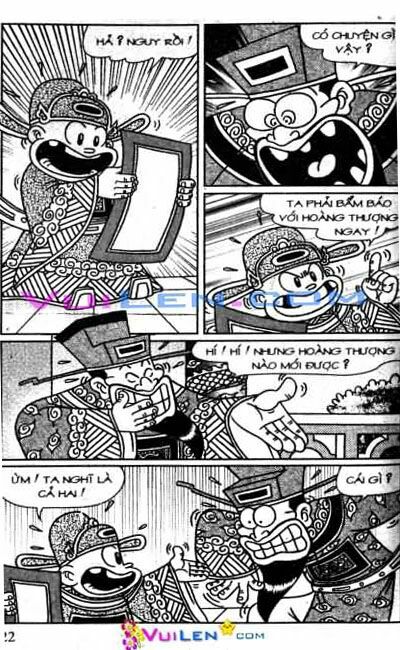 HẢ? NGUY RỒI!
CÓ CHUYỆN GÌ
VẬY?
TA PHẢI BẨM BÁO
VỚI HOÀNG THƯỢNG
NGAY!
VUILEN.COM
HÍ! HÍ! NHƯNG HOÀNG THƯỢNG
NÀO MỚI ĐƯỢC?
ỪM! TA NGHĨ LÀ
CẢ HAI!
CÁI GÌ?
22
VUILEN.COM